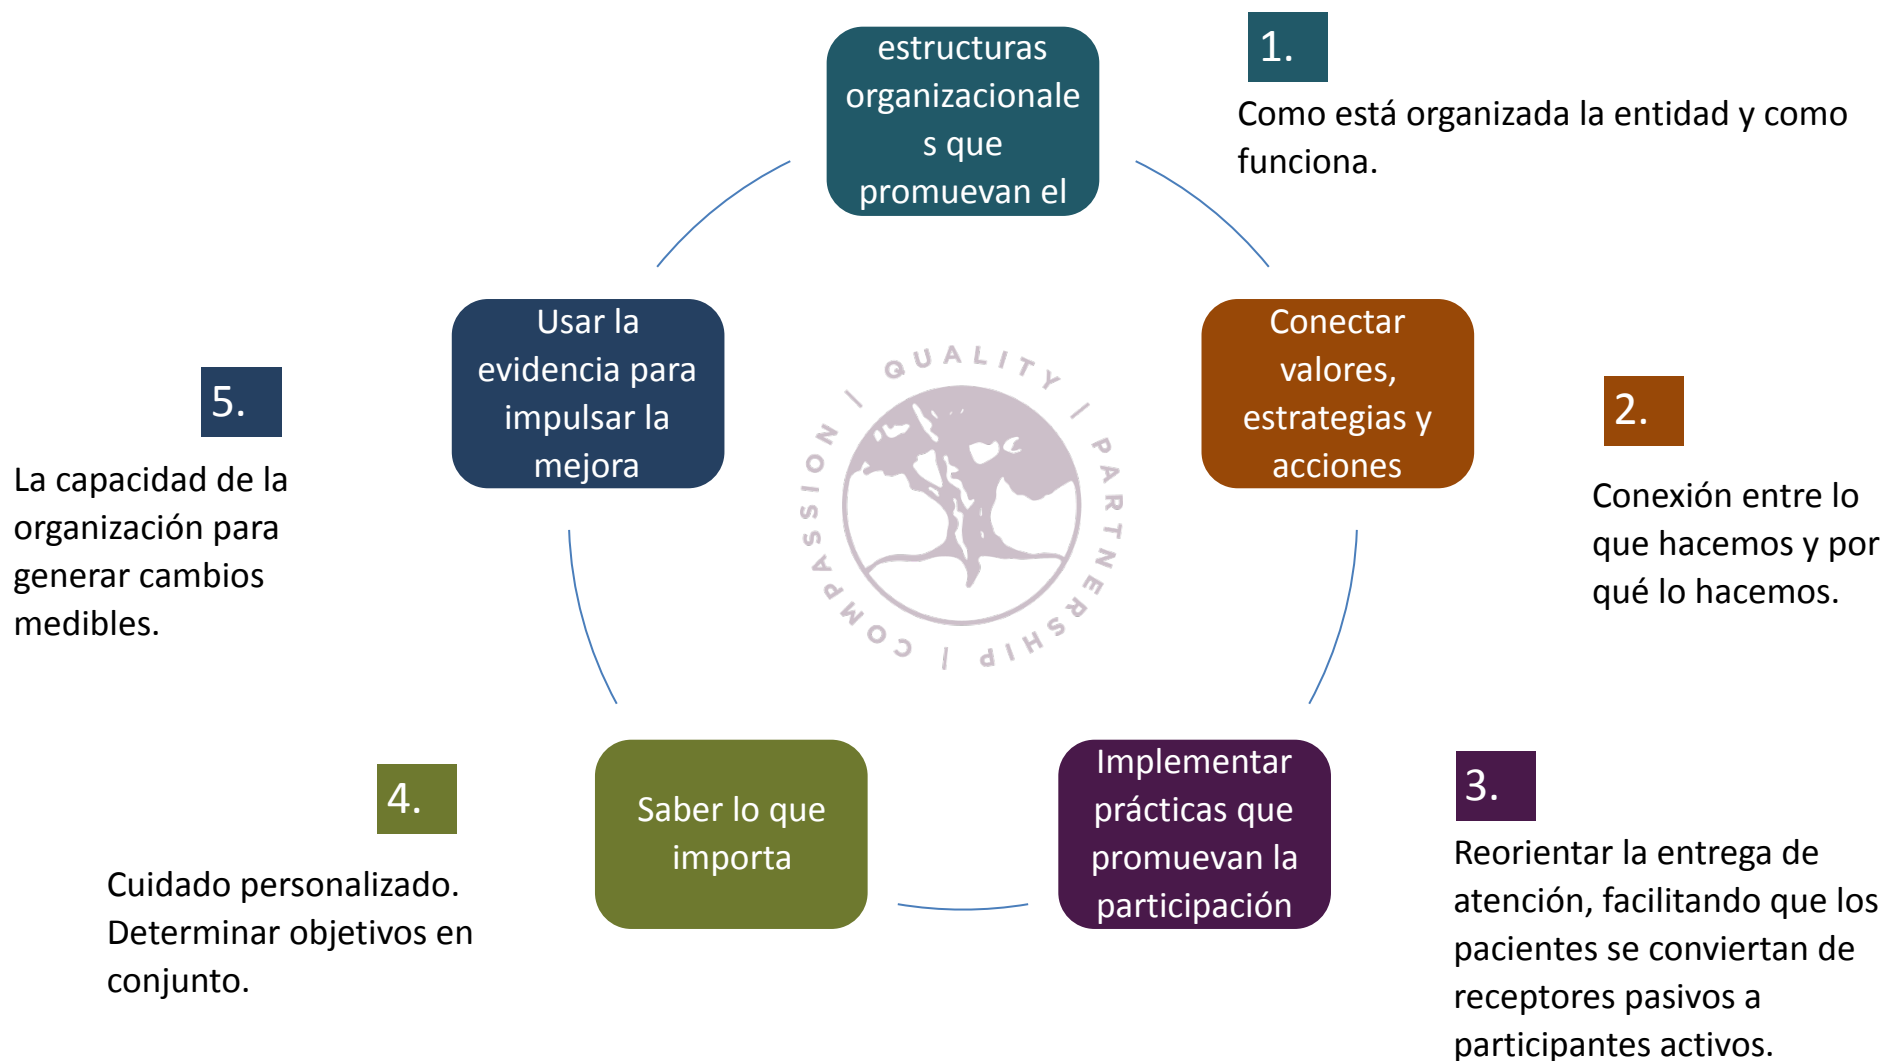 estructuras
organizacionale
s que
promuevan el
1.
Como está organizada la entidad y como
funciona.
Conectar
valores,
estrategias y
acciones
2.
Conexión entre lo
que hacemos y por
qué lo hacemos.
Implementar
prácticas que
promuevan la
participación
3.
Reorientar la entrega de
atención, facilitando que los
pacientes se conviertan de
receptores pasivos a
participantes activos.
Saber lo que
importa
4.
Cuidado personalizado.
Determinar objetivos en
conjunto.
Usar la
evidencia para
impulsar la
mejora
5.
La capacidad de la
organización para
generar cambios
medibles.
COMPASSION | QUALITY | PARTNERSHIP |